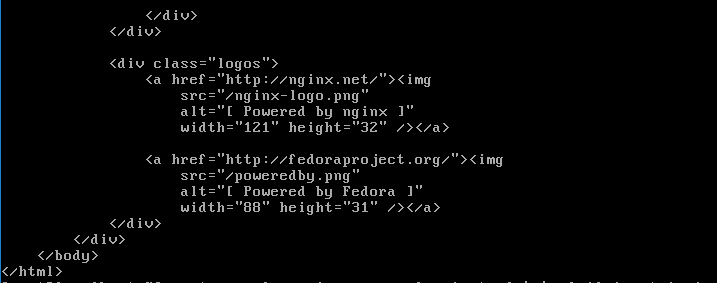 </div>
</div>
<div class="logos">
<a href="http://nginx.net/"><img
src="/nginx-logo.png"
alt="[ Powered by nginx ]"
width="121" height="32" /></a>
<a href="http://fedoraproject.org/"><img
src="/poweredby.png"
alt="[ Powered by Fedora ]"
width="88" height="31" /></a>
</div>
</div>
</body>
</html>